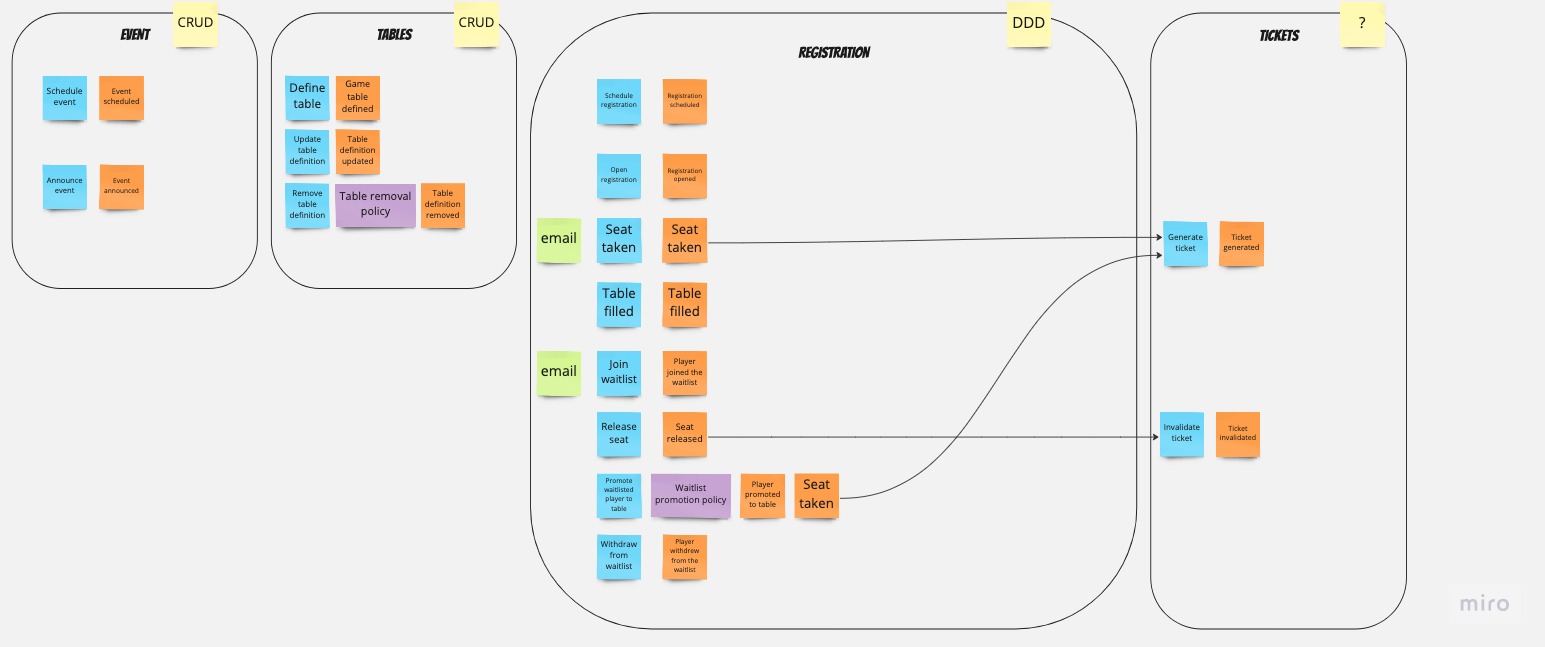 CRUD
EVENT
Schedule
event
Event
scheduled
Announce
event
Event
announced
CRUD
TABLES
Define
table
Game
table
defined
Update
table
definition
Table
definition
updated
Remove
table
definition
Table removal
policy
Table
definition
removed
DDD
REGISTRATION
Schedule
registration
Registration
scheduled
Open
registration
Registration
opened
email
Seat
taken
Seat
taken
Table
filled
Table
filled
email
Join
waitlist
Player
joined the
waitlist
Release
seat
Seat
released
Promote
waitlisted
player to
table
Waitlist
promotion policy
Player
promoted
to table
Seat
taken
Withdraw
from
waitlist
Player
withdrew
from the
waitlist
?
TICKETS
Generate
ticket
Ticket
generated
Invalidate
ticket
Ticket
invalidated
miro